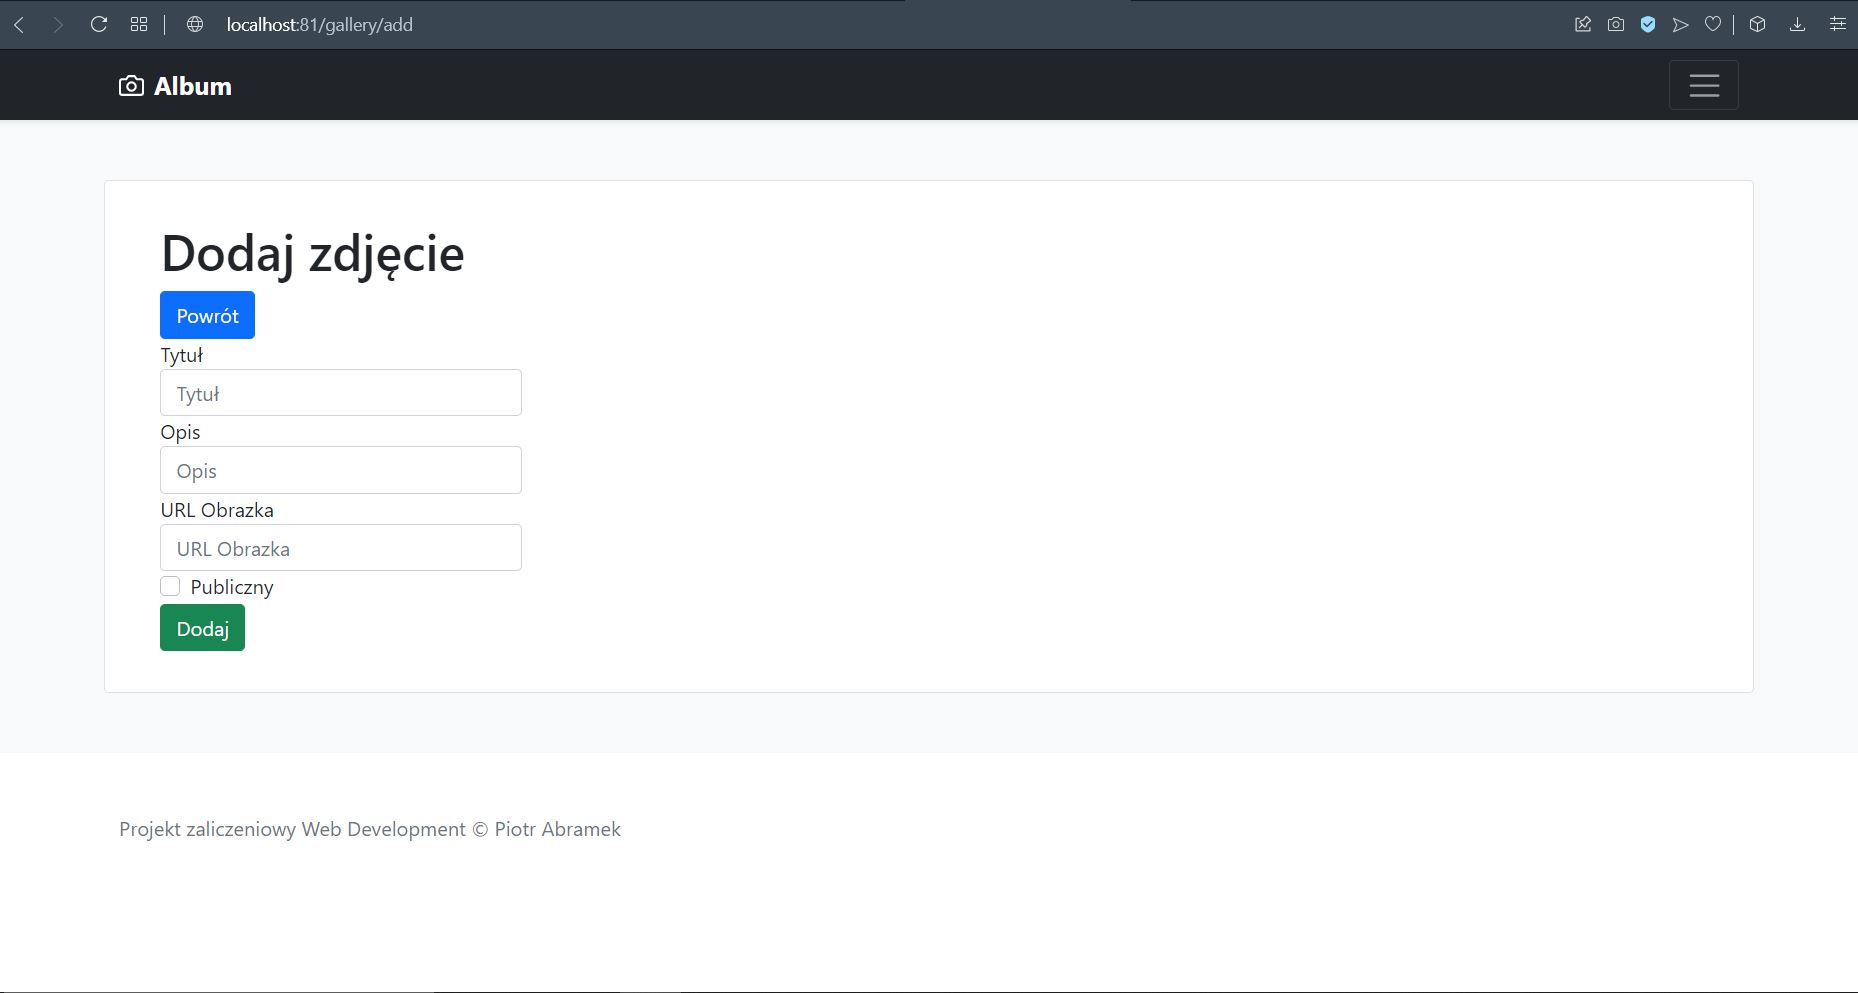 localhost:81/gallery/add
Album
Dodaj zdjęcie
Powrót
Tytuł
Tytuł
Opis
Opis
URL Obrazka
URL Obrazka
Publiczny
Dodaj
Projekt zaliczeniowy Web Development © Piotr Abramek